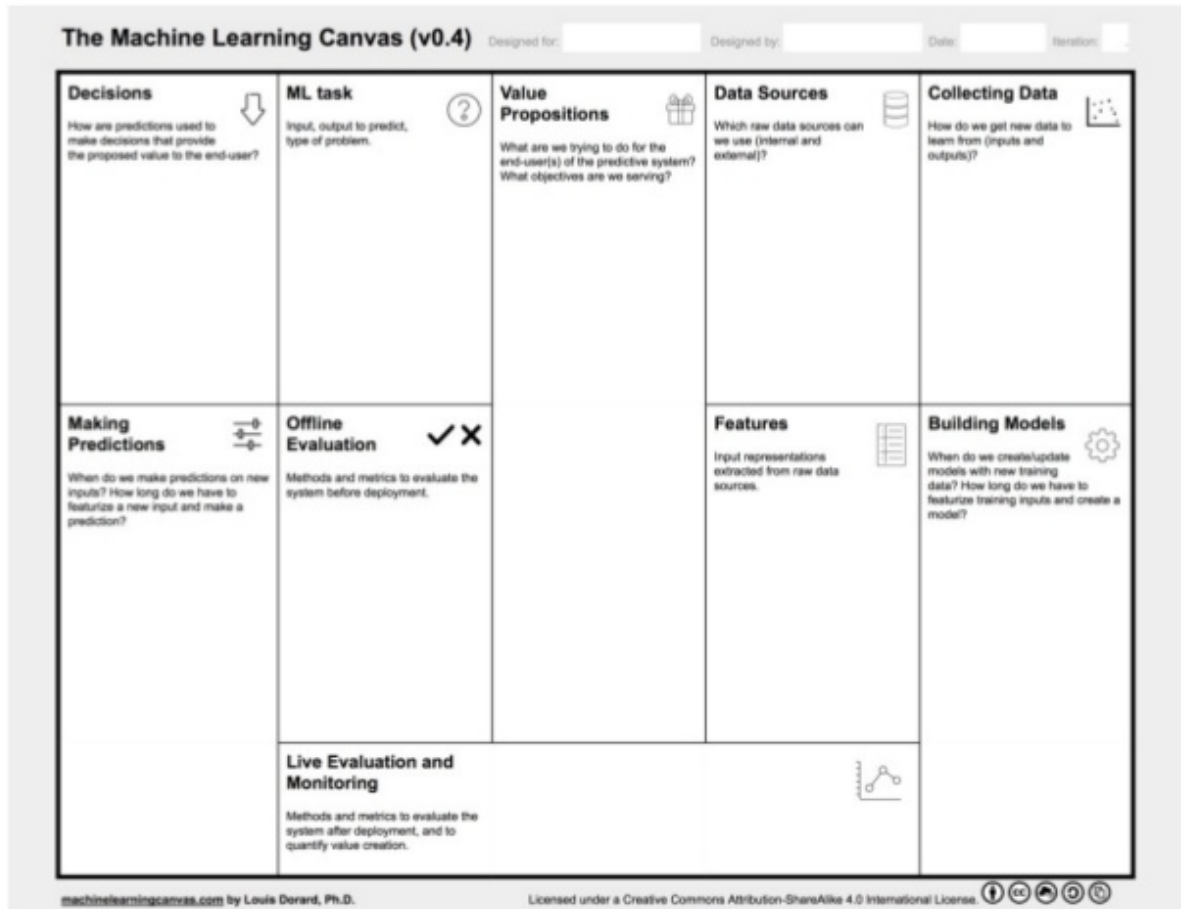 The Machine Learning Canvas (v0.4)
Designed for:
Designed by:
Date:
Iteration:
Decisions
How are predictions used to
make decisions that provide
the proposed value to the end-user?
ML task
Input, output to predict,
type of problem.
Value
Propositions
What are we trying to do for the
end-user(s) of the predictive system?
What objectives are we serving?
Data Sources
Which raw data sources can
we use (internal and
external)?
Collecting Data
How do we get new data to
learn from (inputs and
outputs)?
Making
Predictions
When do we make predictions on new
inputs? How long do we have to
featurize a new input and make a
prediction?
Offline
Evaluation
Methods and metrics to evaluate the
system before deployment.
Features
Input representations
extracted from raw data
sources.
Building Models
When do we create/update
models with new training
data? How long do we have to
featurize training inputs and create a
model?
Live Evaluation and
Monitoring
Methods and metrics to evaluate the
system after deployment, and to
quantify value creation.
machinelearningcanvas.com by Louis Dorard, Ph.D.
Licensed under a Creative Commons Attribution-ShareAlike 4.0 International License.